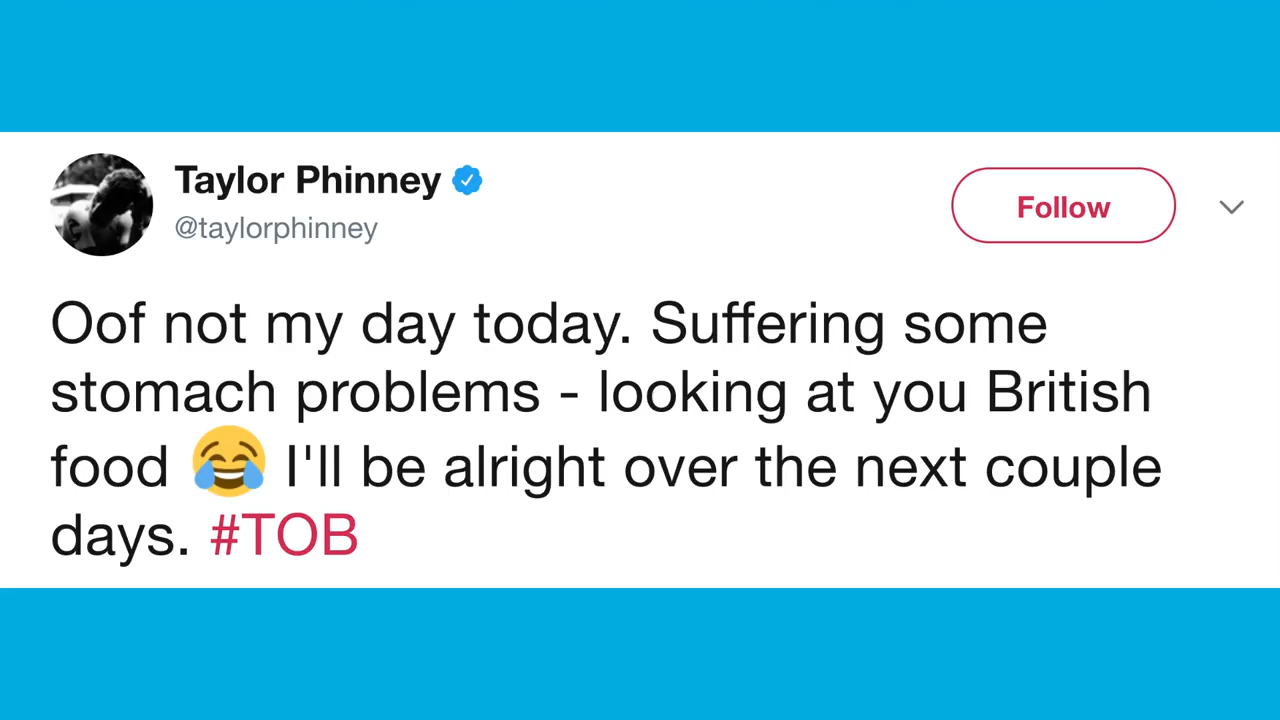 Taylor Phinney
@taylorphinney
Follow
Oof not my day today. Suffering some
stomach problems - looking at you British
food 😂 I'll be alright over the next couple
days. #TOB